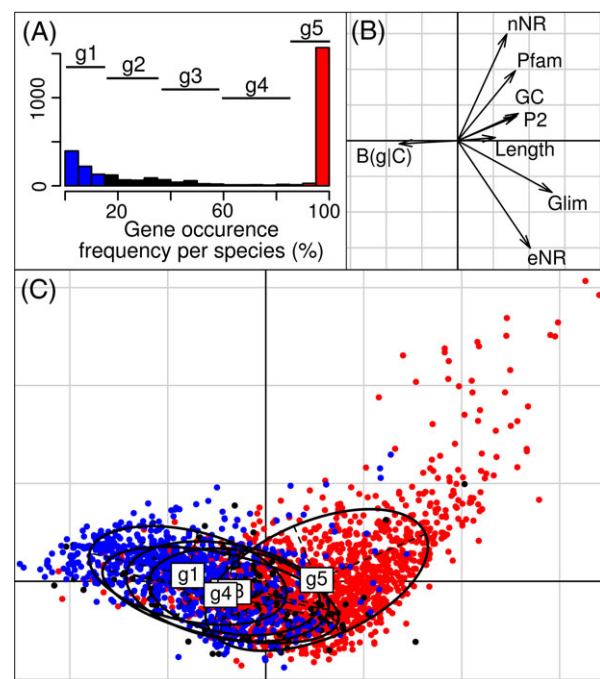 (A)
g1
g2
g3
g4
g5
0
1000
20
60
100
Gene occurence
frequency per species (%)
(B)
nNR
Pfam
GC
P2
B(g|C)
Length
Glim
eNR
(C)
g1
g4
g5